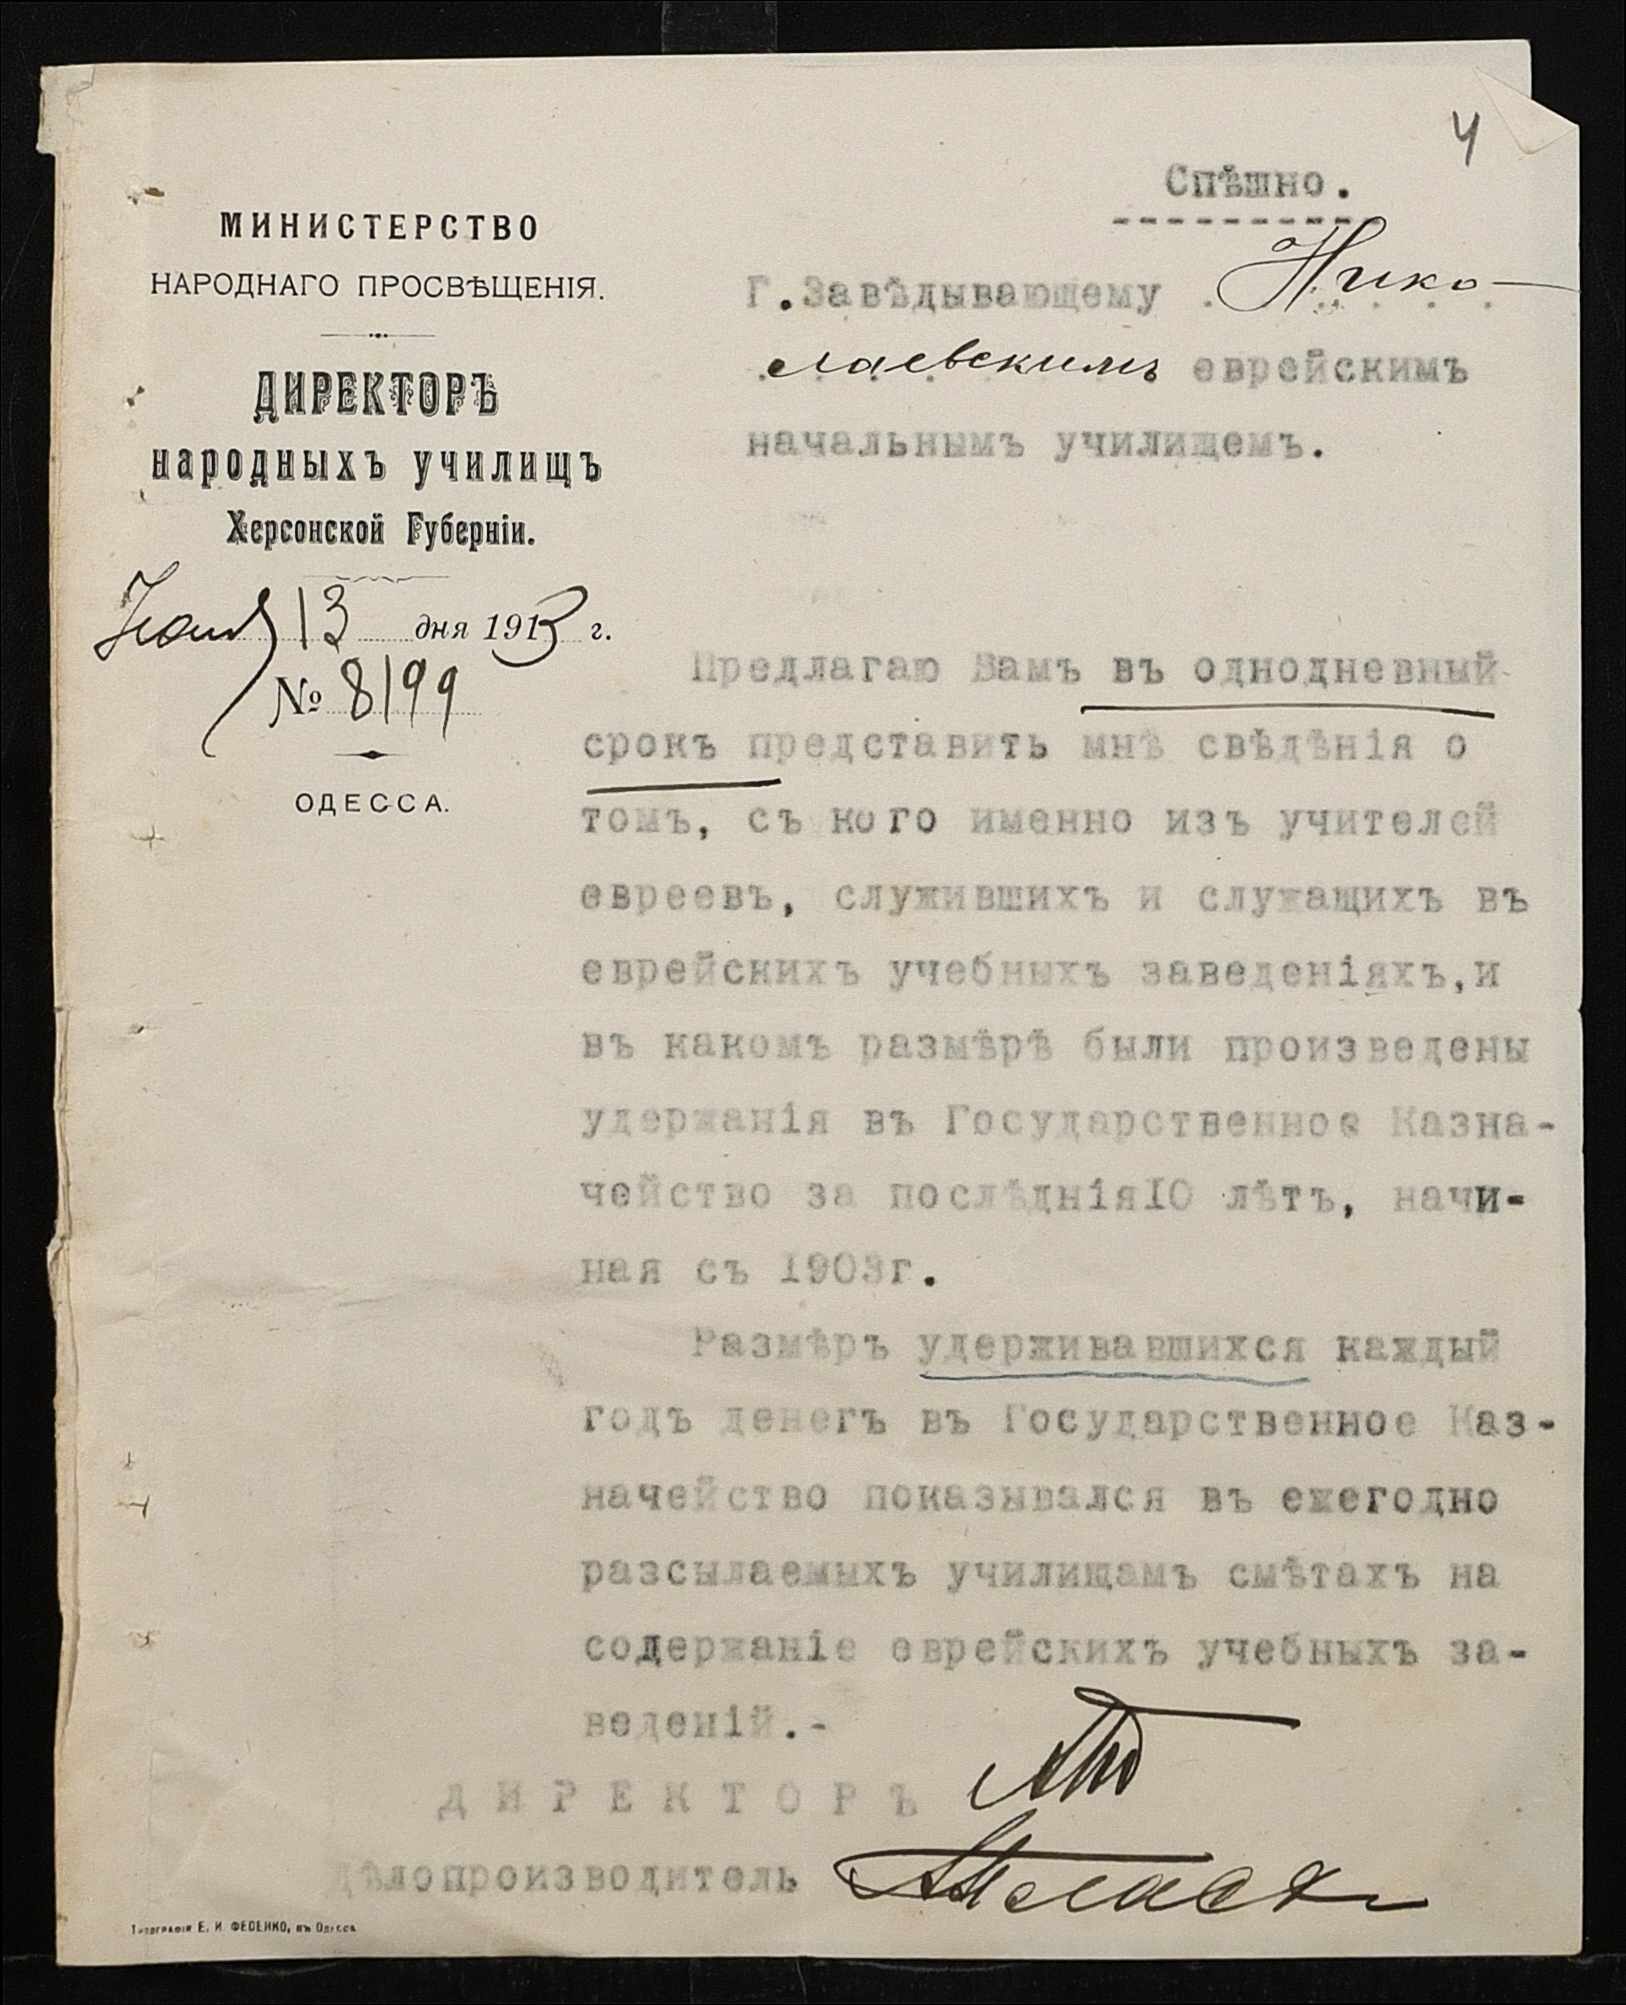 4
Спѣшно.
МИНИСТЕРСТВО
НАРОДНАГО ПРОСВѢЩЕНІЯ.
ДИРЕКТОРЪ
народныхъ училищъ
Херсонской Губерніи.
13 дня 1913 г.
№ 8199
ОДЕССА.
Г.Завѣдывающему Нико-
лаевскимъ еврейскимъ
начальнымъ училищемъ.
Предлагаю Вамъ въ однодневный
срокъ представить мнѣ свѣдѣнія о
томъ, съ кого именно изъ учителей
евреевъ, служившихъ и служащихъ въ
еврейскихъ учебныхъ заведеніяхъ,и
въ какомъ размѣрѣ были произведены
удержанія въ Государственное Казна-
чейство за послѣднія10 лѣтъ, начи-
ная съ 1903г.
Размѣръ удерживавшихся каждый
годъ денегъ въ Государственное Каз-
начейство показывался въ ежегодно
разсылаемыхъ училищамъ смѣтахъ на
содержаніе еврейскихъ учебныхъ за-
веденій.-
ДИРЕКТОРЪ
Дѣлопроизводитель
Типографія Е. И. ФЕСЕНКО, въ Одессѣ